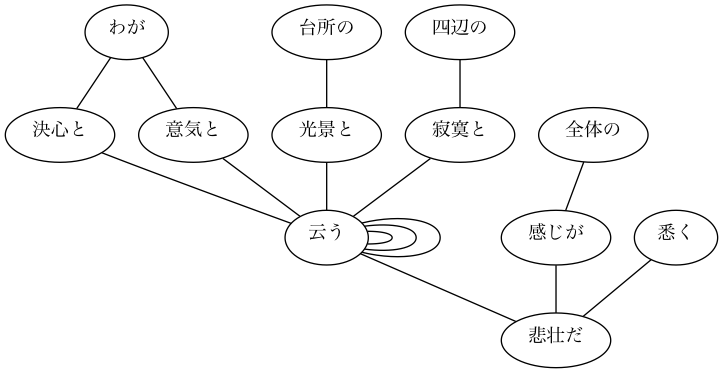 わが
台所の
四辺の
決心と
意気と
光景と
寂寞と
全体の
云う
感じが
悉く
悲壮だ